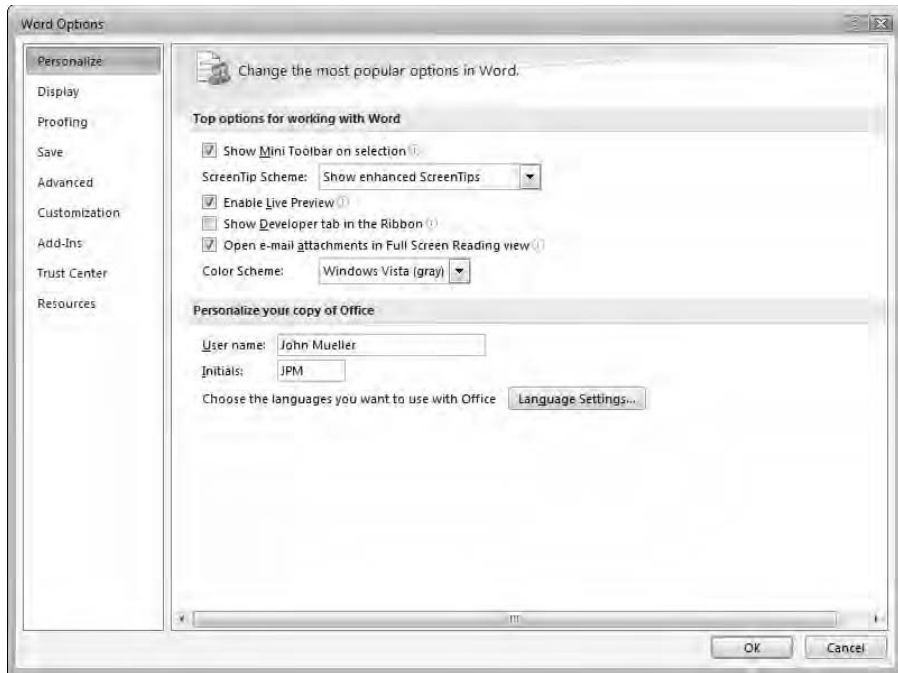 Word Options
Personalize
Display
Proofing
Save
Advanced
Customization
Add-Ins
Trust Center
Resources
Change the most popular options in Word.
Top options for working with Word
Show Mini Toolbar on selection
ScreenTip Scheme: Show enhanced ScreenTips
Enable Live Preview
Show Developer tab in the Ribbon
Open e-mail attachments in Full Screen Reading view
Color Scheme: Windows Vista (gray)
Personalize your copy of Office
User name: John Mueller
Initials: JPM
Choose the languages you want to use with Office Language Settings...
OK Cancel